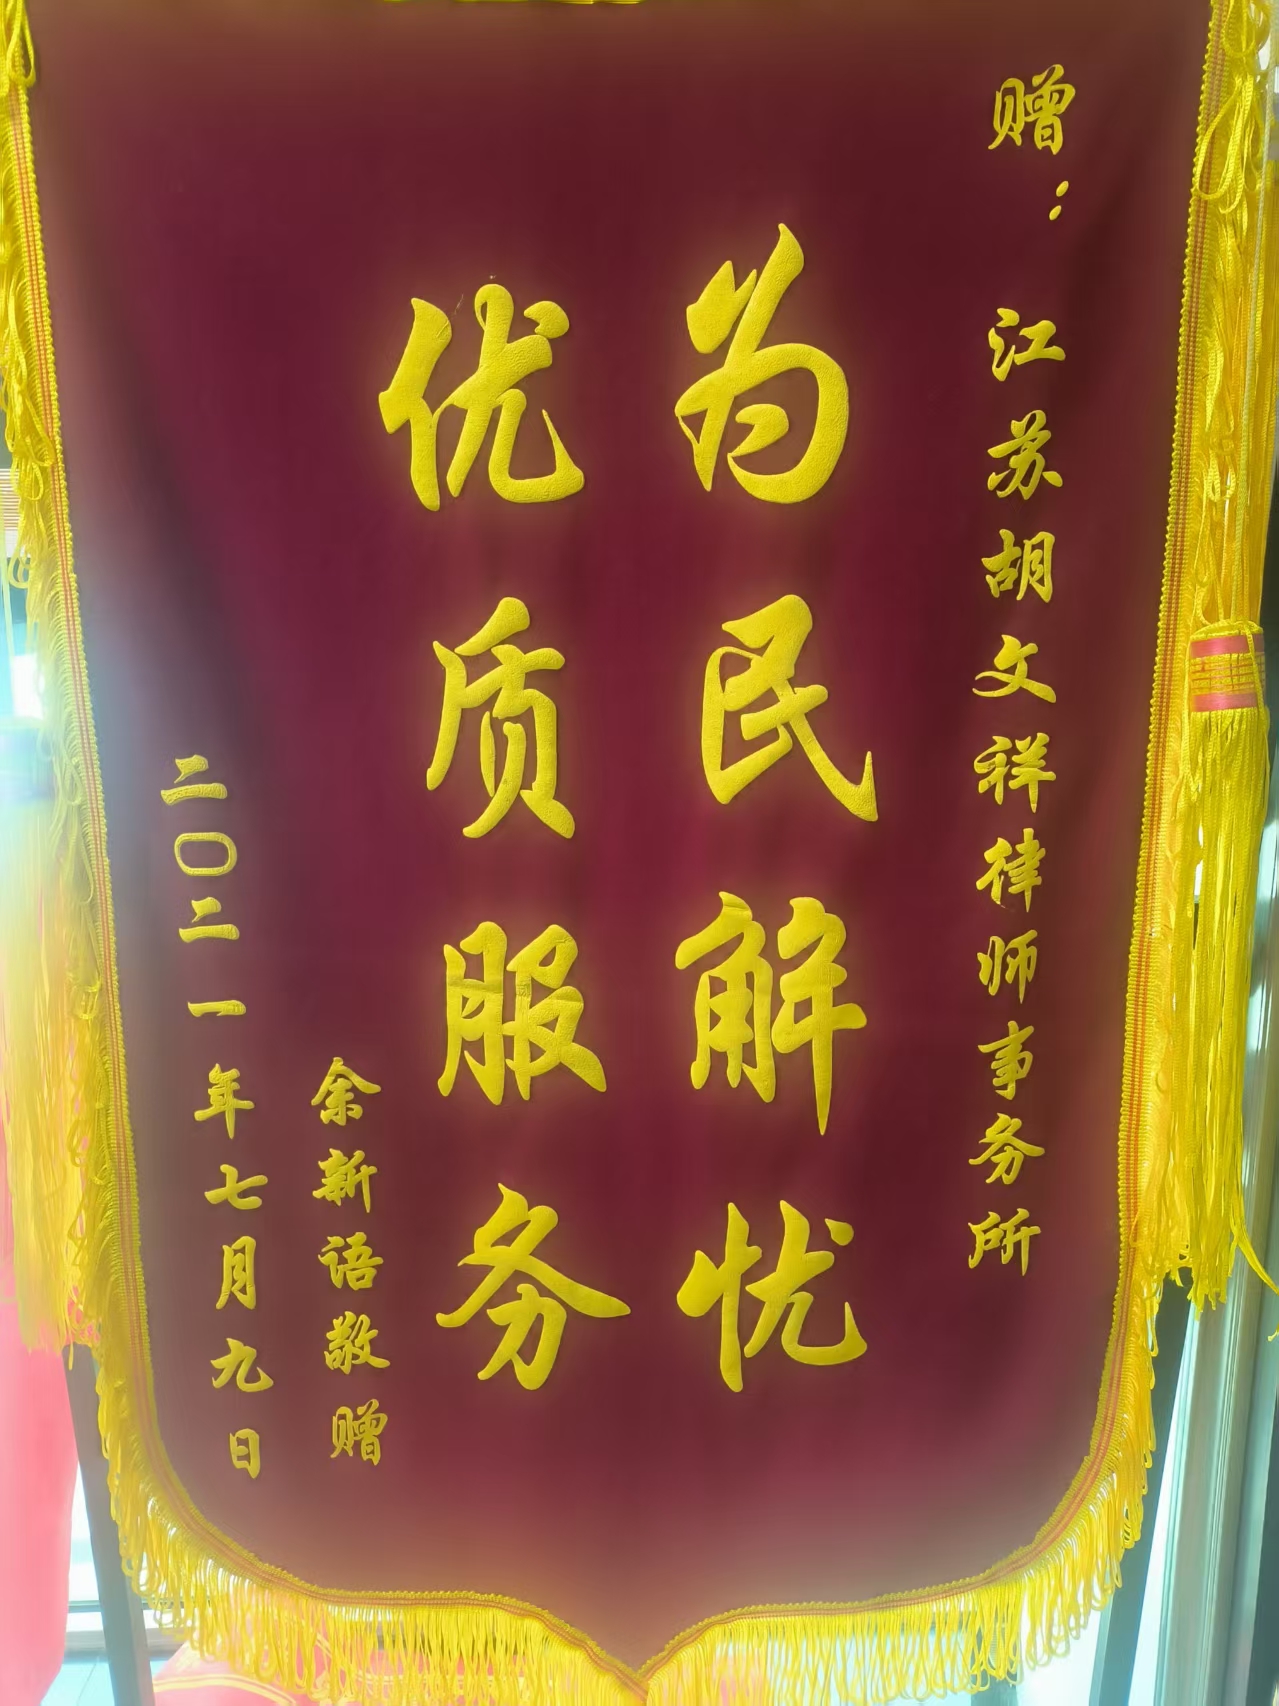 赠：江苏胡文祥律师事务所
为民解忧
优质服务
余新语敬赠
二〇二一年七月九日